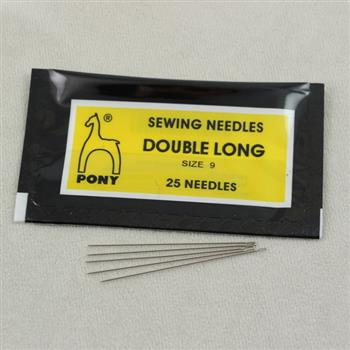 ®
PONY
SEWING NEEDLES
DOUBLE LONG
SIZE 9
25 NEEDLES